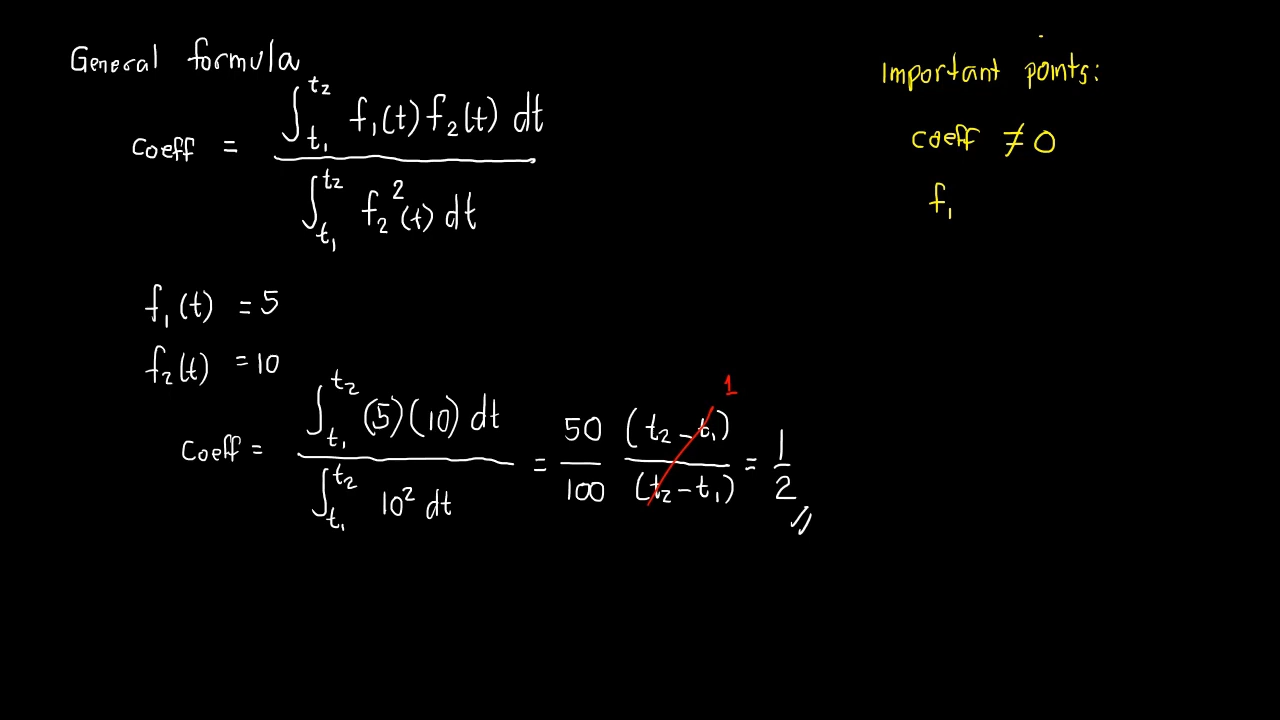 General formula
coeff = ∫_{t₁}^{t₂} f₁(t) f₂(t) dt / ∫_{t₁}^{t₂} f₂²(t) dt
f₁(t) = 5
f₂(t) = 10
coeff = ∫_{t₁}^{t₂} (5)(10) dt / ∫_{t₁}^{t₂} 10² dt = 50/100 (t₂ - t₁)/(t₂ - t₁) 1 = 1/2 //
Important points:
coeff ≠ 0
f₁